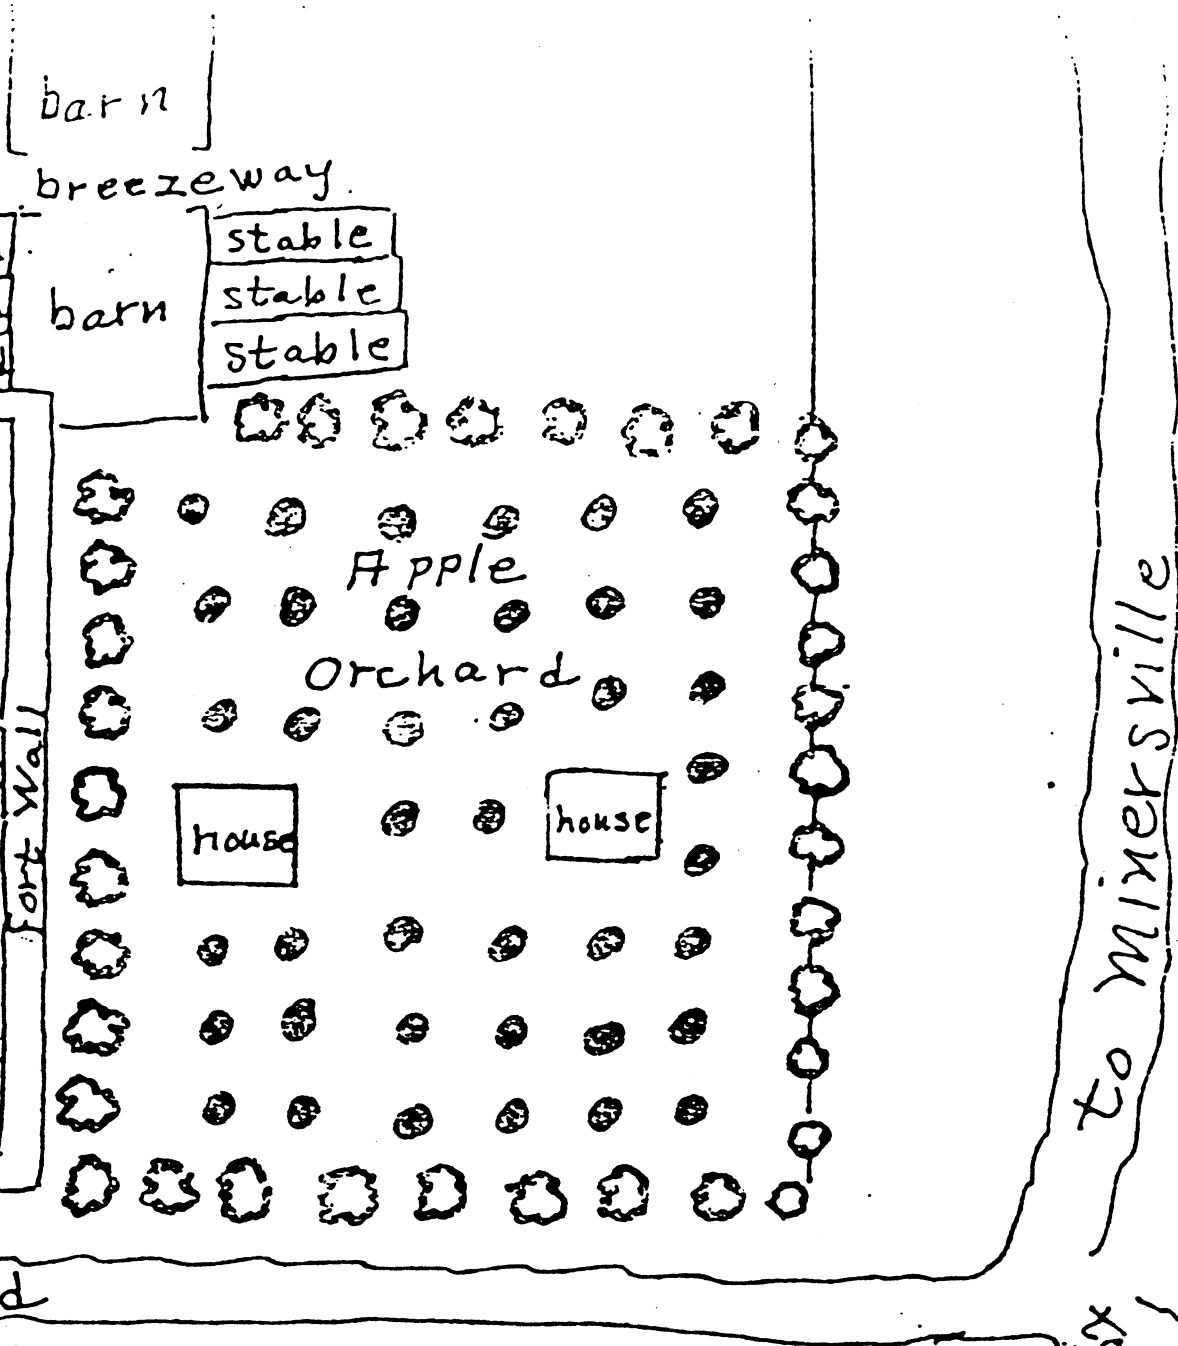 barn
breezeway
stable
barn
stable
stable
Apple
Orchard
house
house
fort wall
to Minersville